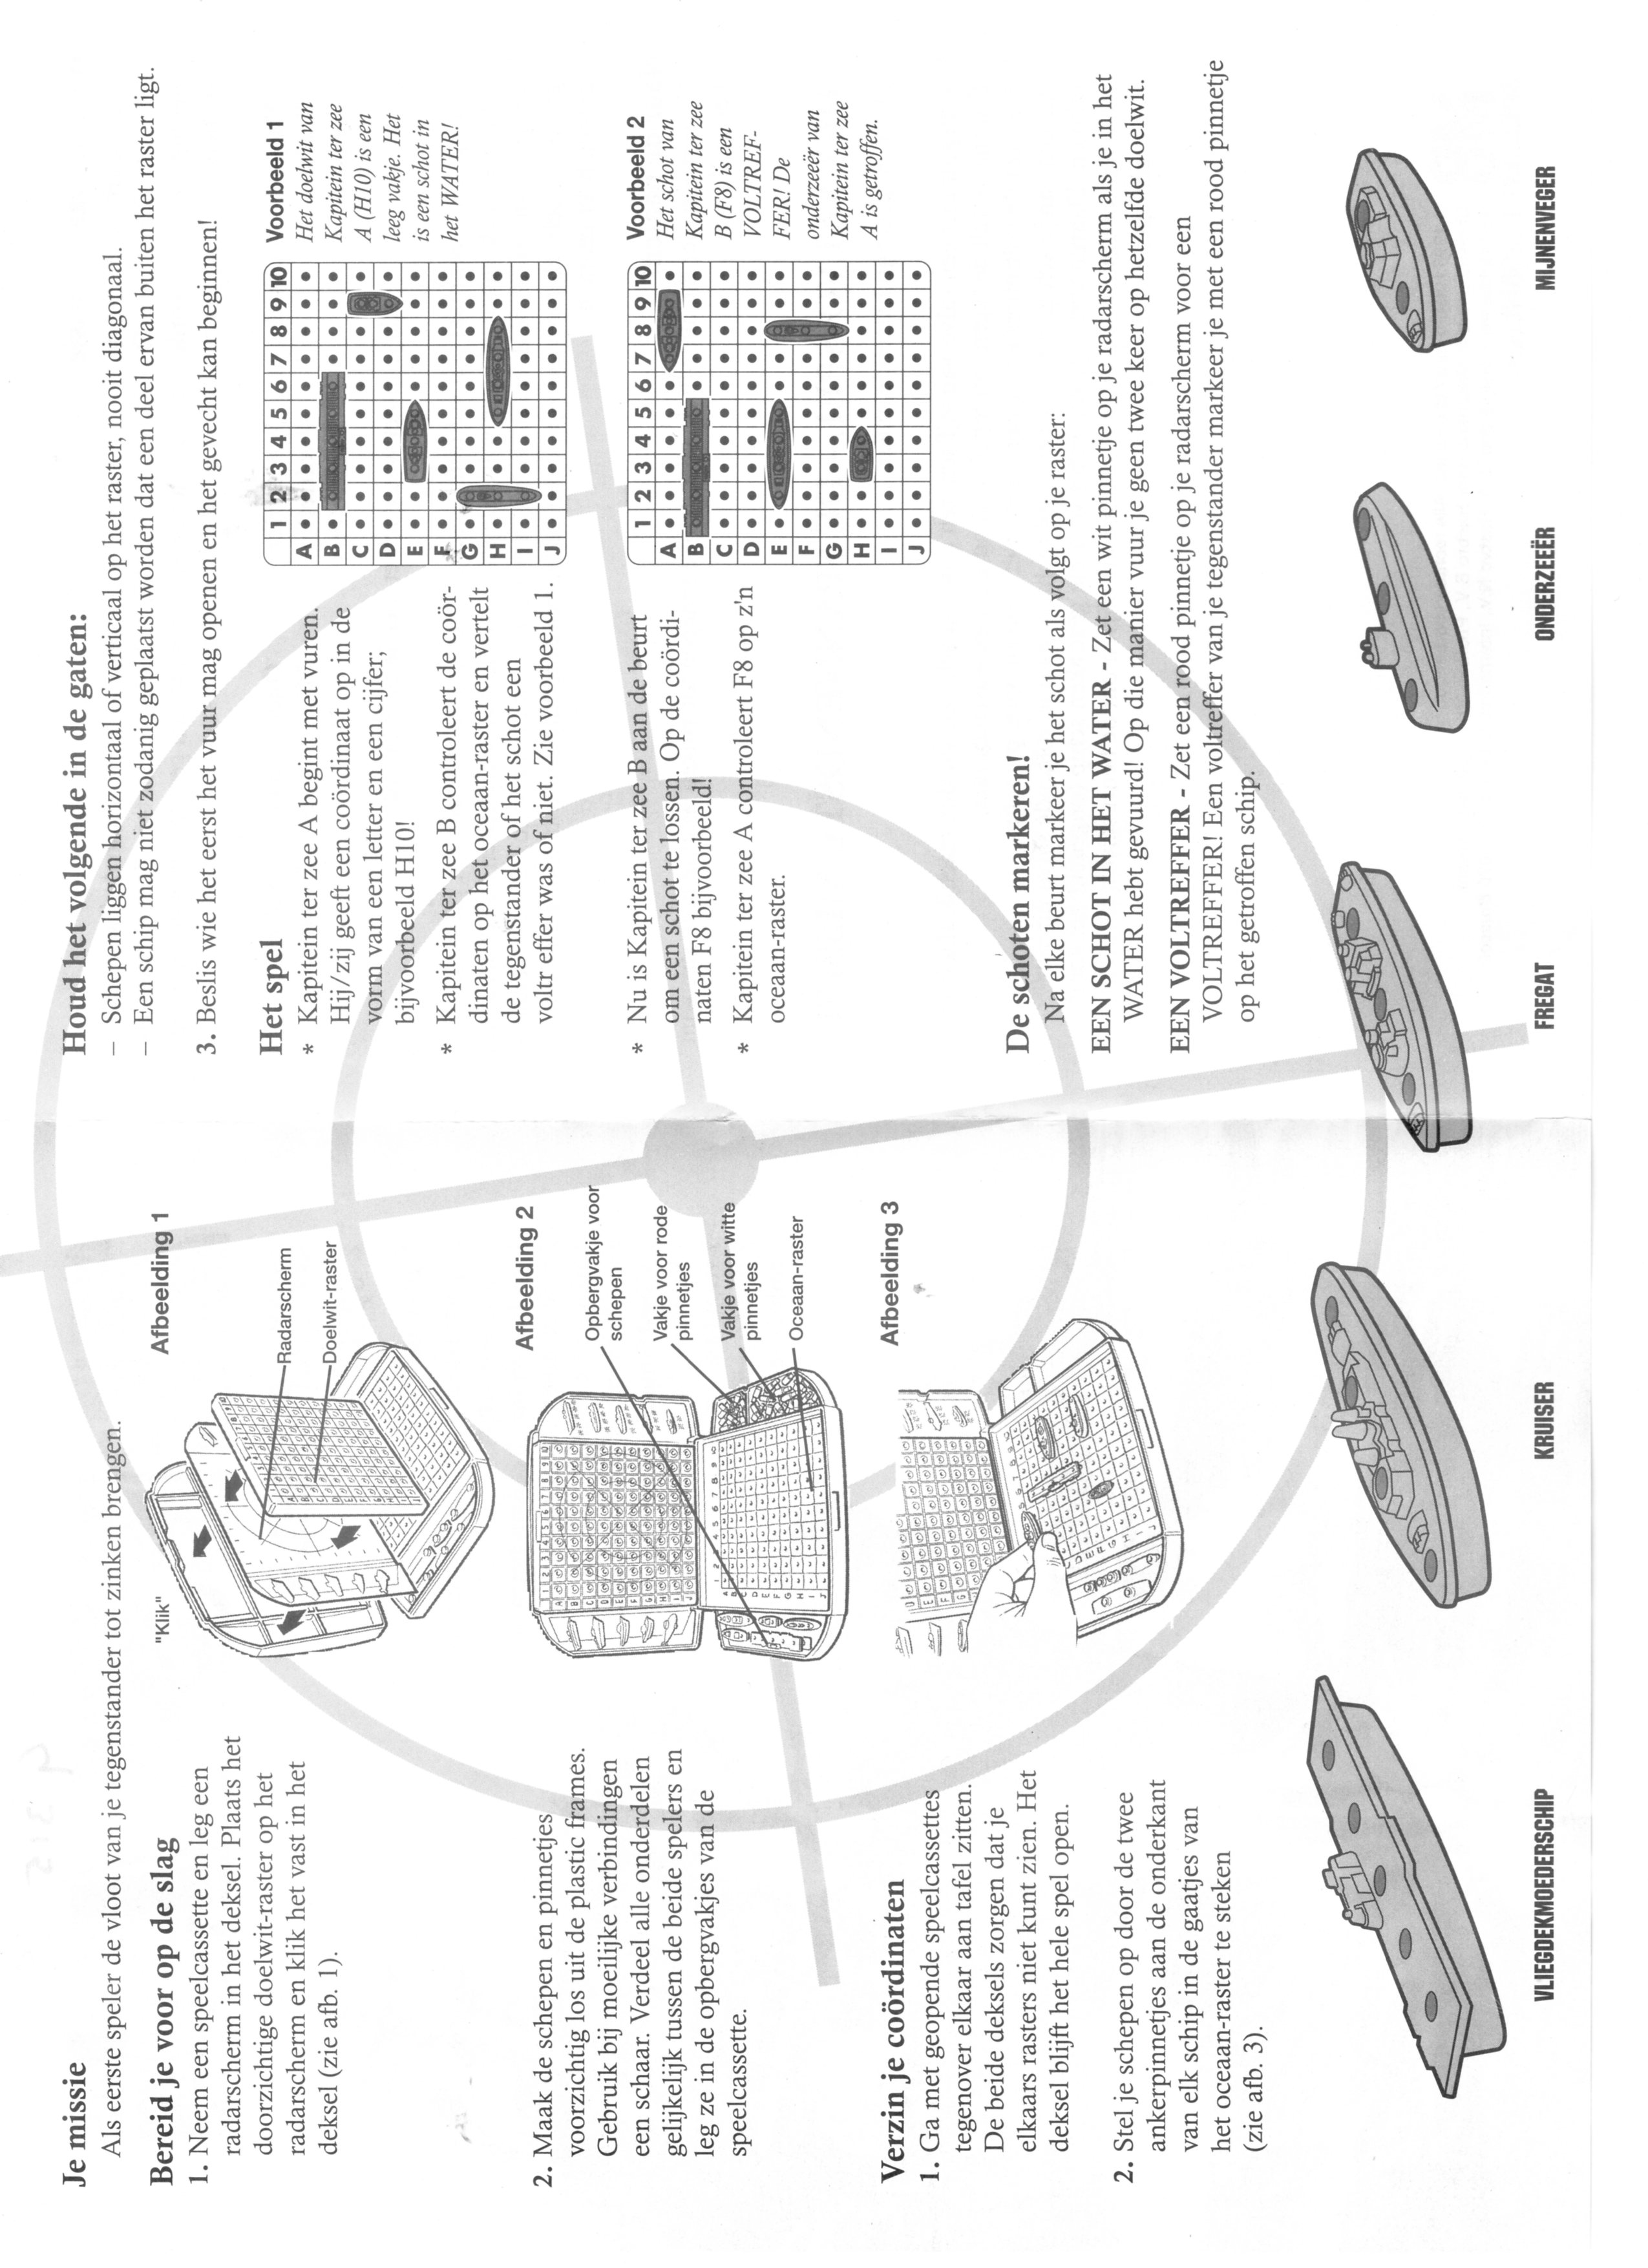 Je missie
Als eerste speler de vloot van je tegenstander tot zinken brengen.
Bereid je voor op de slag
1. Neem een speelcassette en leg een
radarscherm in het deksel. Plaats het
doorzichtige doelwit-raster op het
radarscherm en klik het vast in het
deksel (zie afb. 1).
"Klik"
Afbeelding 1
Radarscherm
Doelwit-raster
2. Maak de schepen en pinnetjes
voorzichtig los uit de plastic frames.
Gebruik bij moeilijke verbindingen
een schaar. Verdeel alle onderdelen
gelijkelijk tussen de beide spelers en
leg ze in de opbergvakjes van de
speelcassette.
Afbeelding 2
Opbergvakje voor
schepen
Vakje voor rode
pinnetjes
Vakje voor witte
pinnetjes
Oceaan-raster
Verzin je coördinaten
1. Ga met geopende speelcassettes
tegenover elkaar aan tafel zitten.
De beide deksels zorgen dat je
elkaars rasters niet kunt zien. Het
deksel blijft het hele spel open.
2. Stel je schepen op door de twee
ankerpinnetjes aan de onderkant
van elk schip in de gaatjes van
het oceaan-raster te steken
(zie afb. 3).
Afbeelding 3
Houd het volgende in de gaten:
– Schepen liggen horizontaal of verticaal op het raster, nooit diagonaal.
– Een schip mag niet zodanig geplaatst worden dat een deel ervan buiten het raster ligt.
3. Beslis wie het eerst het vuur mag openen en het gevecht kan beginnen!
Het spel
* Kapitein ter zee A begint met vuren.
Hij/zij geeft een coördinaat op in de
vorm van een letter en een cijfer;
bijvoorbeeld H10!
* Kapitein ter zee B controleert de coör-
dinaten op het oceaan-raster en vertelt
de tegenstander of het schot een
voltr effer was of niet. Zie voorbeeld 1.
1 2 3 4 5 6 7 8 9 10
A
B
C
D
E
F
G
H
I
J
Voorbeeld 1
Het doelwit van
Kapitein ter zee
A (H10) is een
leeg vakje. Het
is een schot in
het WATER!
* Nu is Kapitein ter zee B aan de beurt
om een schot te lossen. Op de coördi-
naten F8 bijvoorbeeld!
* Kapitein ter zee A controleert F8 op z'n
oceaan-raster.
1 2 3 4 5 6 7 8 9 10
A
B
C
D
E
F
G
H
I
J
Voorbeeld 2
Het schot van
Kapitein ter zee
B (F8) is een
VOLTREF-
FER! De
onderzeeër van
Kapitein ter zee
A is getroffen.
De schoten markeren!
Na elke beurt markeer je het schot als volgt op je raster:
EEN SCHOT IN HET WATER - Zet een wit pinnetje op je radarscherm als je in het
WATER hebt gevuurd! Op die manier vuur je geen twee keer op hetzelfde doelwit.
EEN VOLTREFFER - Zet een rood pinnetje op je radarscherm voor een
VOLTREFFER! Een voltreffer van je tegenstander markeer je met een rood pinnetje
op het getroffen schip.
VLIEGDEKMOEDERSCHIP
KRUISER
FREGAT
ONDERZEEËR
MIJNENVEGER